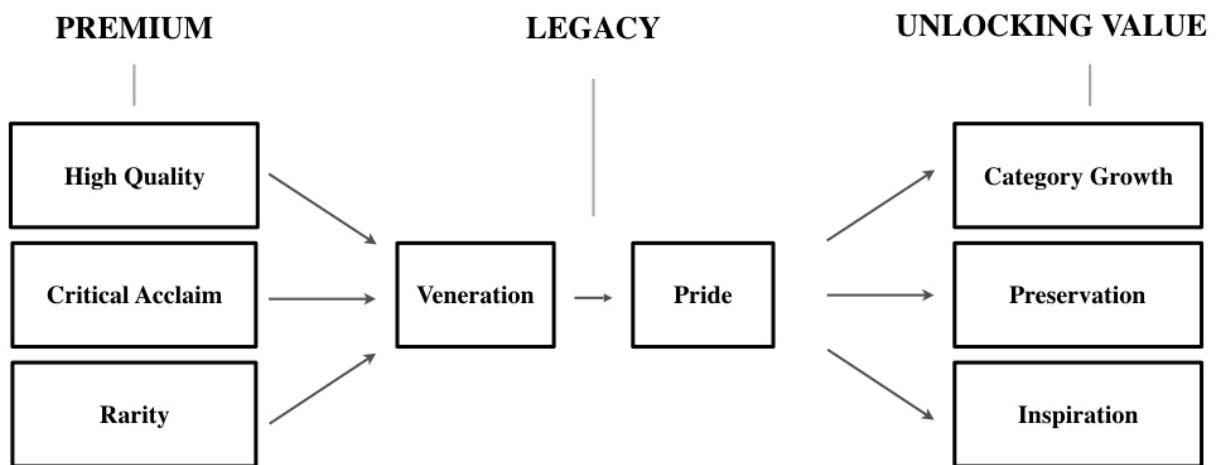 PREMIUM
LEGACY
UNLOCKING VALUE
High Quality
Category Growth
Critical Acclaim
Veneration
Pride
Preservation
Rarity
Inspiration